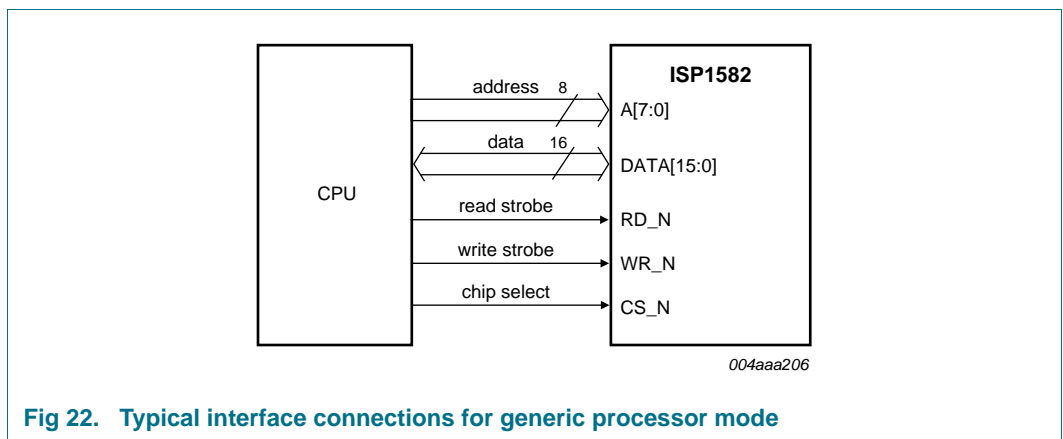 ISP1582
address 8
A[7:0]
data 16
DATA[15:0]
CPU
read strobe
RD_N
write strobe
WR_N
chip select
CS_N
004aaa206
Fig 22. Typical interface connections for generic processor mode